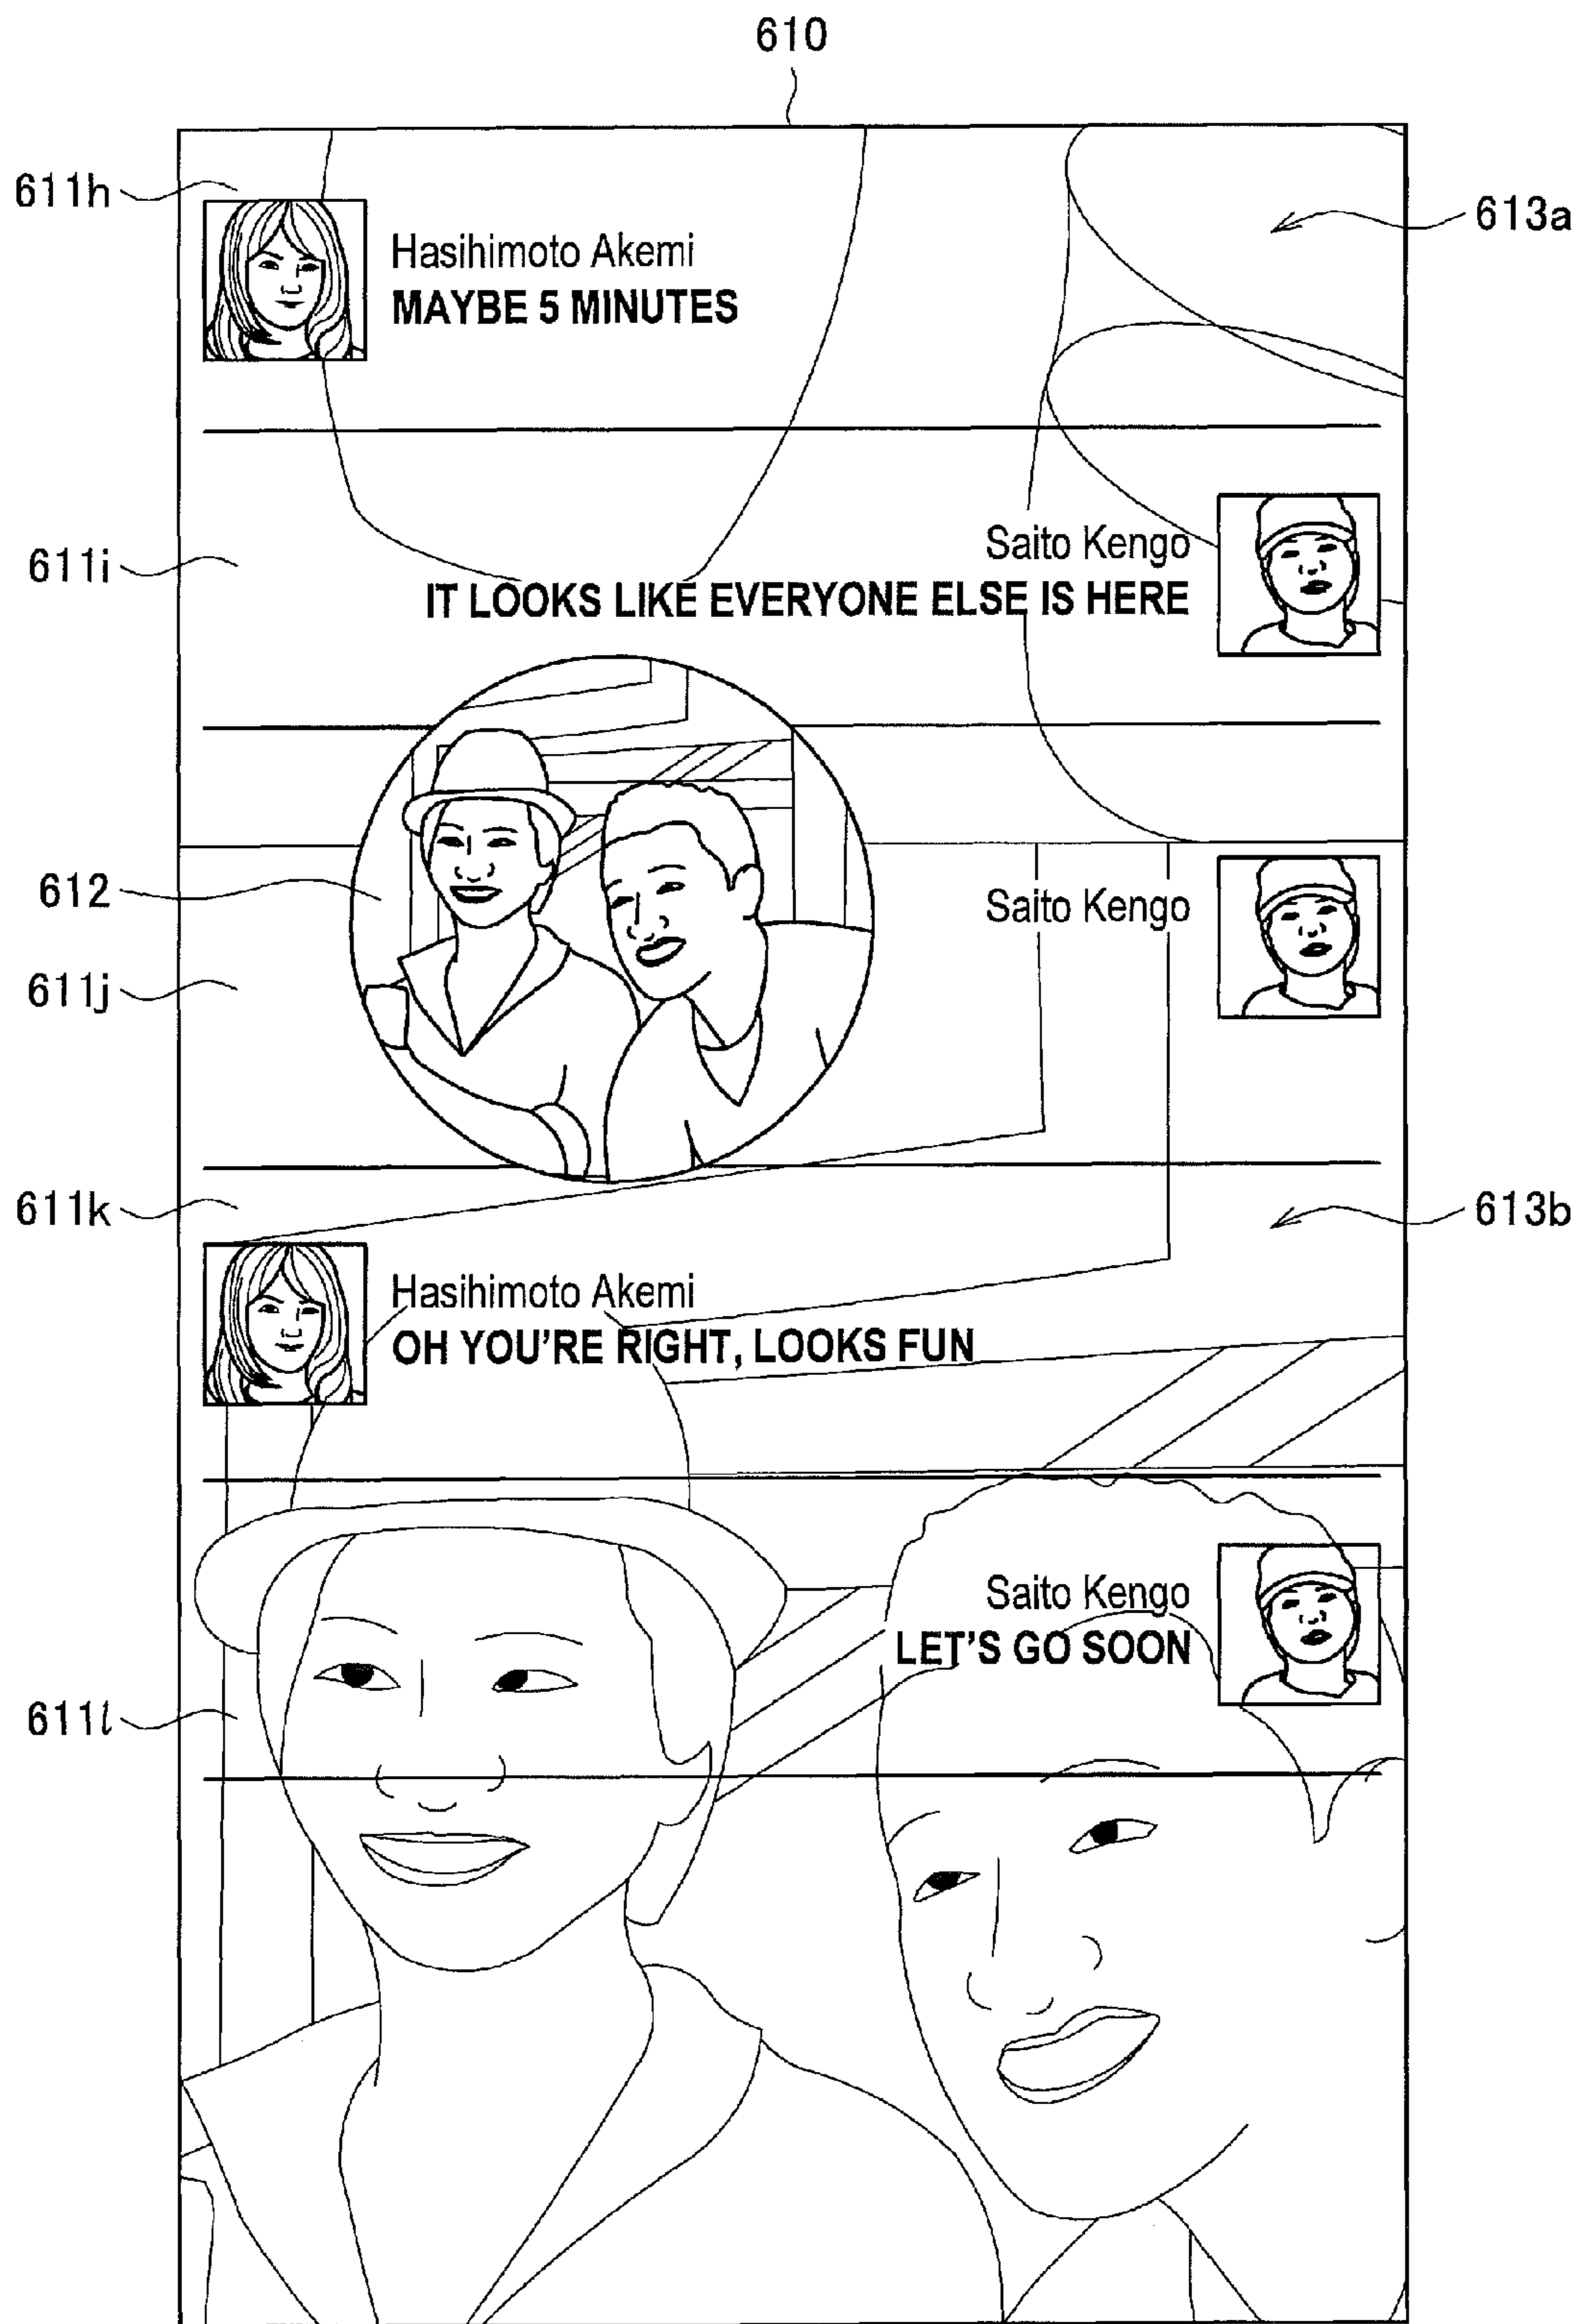 610
611h
613a
Hasihimoto Akemi
MAYBE 5 MINUTES
611i
Saito Kengo
IT LOOKS LIKE EVERYONE ELSE IS HERE
612
Saito Kengo
611j
611k
613b
Hasihimoto Akemi
OH YOU'RE RIGHT, LOOKS FUN
Saito Kengo
LET'S GO SOON
611l